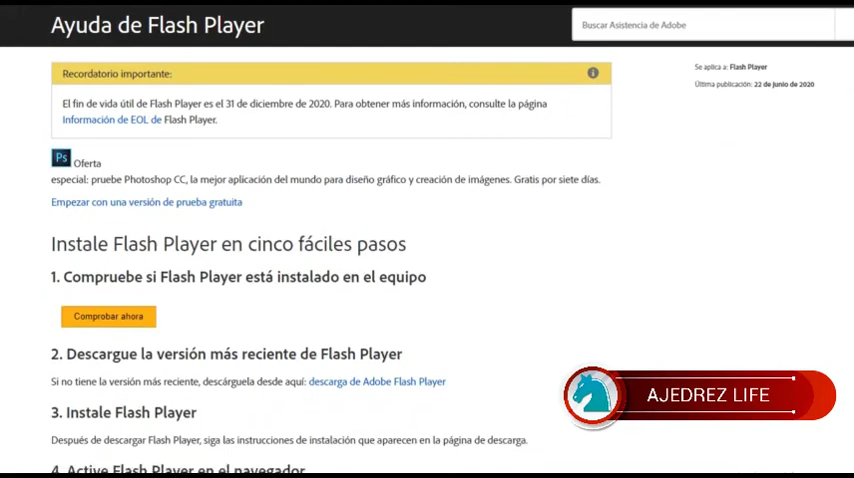 Ayuda de Flash Player
Buscar Asistencia de Adobe
Recordatorio importante:
El fin de vida útil de Flash Player es el 31 de diciembre de 2020. Para obtener más información, consulte la página
Información de EOL de Flash Player.
Se aplica a: Flash Player
Última publicación: 22 de junio de 2020
Ps Oferta
especial: pruebe Photoshop CC, la mejor aplicación del mundo para diseño gráfico y creación de imágenes. Gratis por siete días.
Empezar con una versión de prueba gratuita
Instale Flash Player en cinco fáciles pasos
1. Compruebe si Flash Player está instalado en el equipo
Comprobar ahora
2. Descargue la versión más reciente de Flash Player
Si no tiene la versión más reciente, descárguela desde aquí: descarga de Adobe Flash Player
AJEDREZ LIFE
3. Instale Flash Player
Después de descargar Flash Player, siga las instrucciones de instalación que aparecen en la página de descarga.
4. Active Flash Player en el navegador